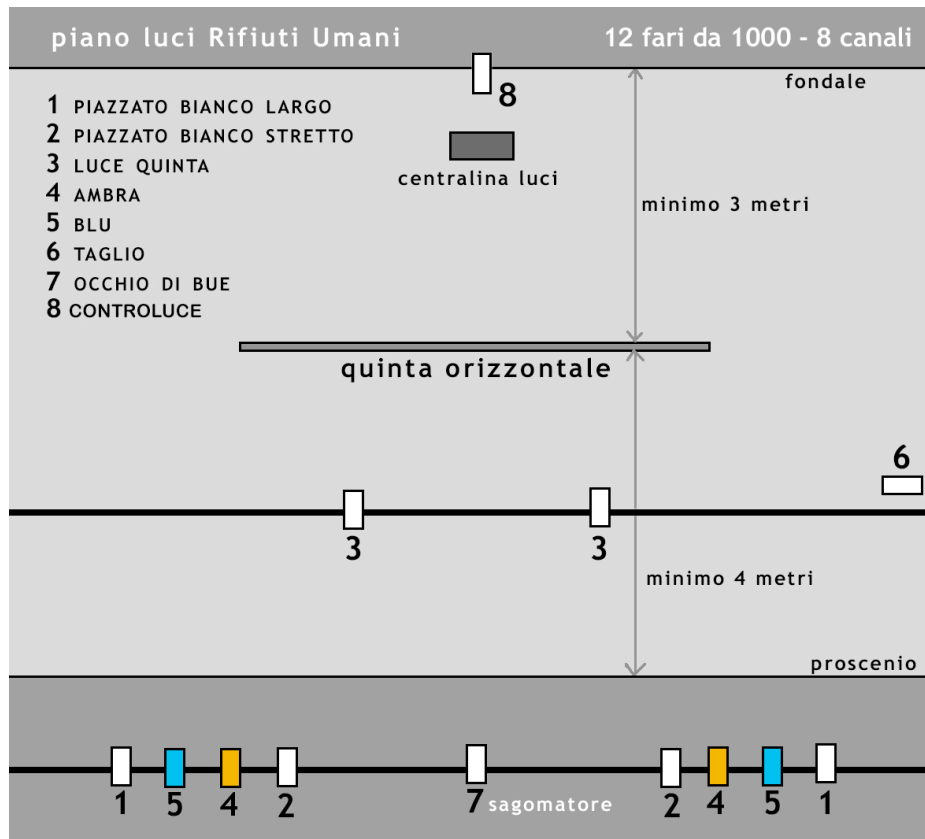 piano luci Rifiuti Umani
12 fari da 1000 - 8 canali
fondale
8
1 PIAZZATO BIANCO LARGO
2 PIAZZATO BIANCO STRETTO
3 LUCE QUINTA
4 AMBRA
5 BLU
6 TAGLIO
7 OCCHIO DI BUE
8 CONTROLUCE
centralina luci
minimo 3 metri
quinta orizzontale
6
3
3
minimo 4 metri
proscenio
1 5 4 2 7 sagomatore 2 4 5 1